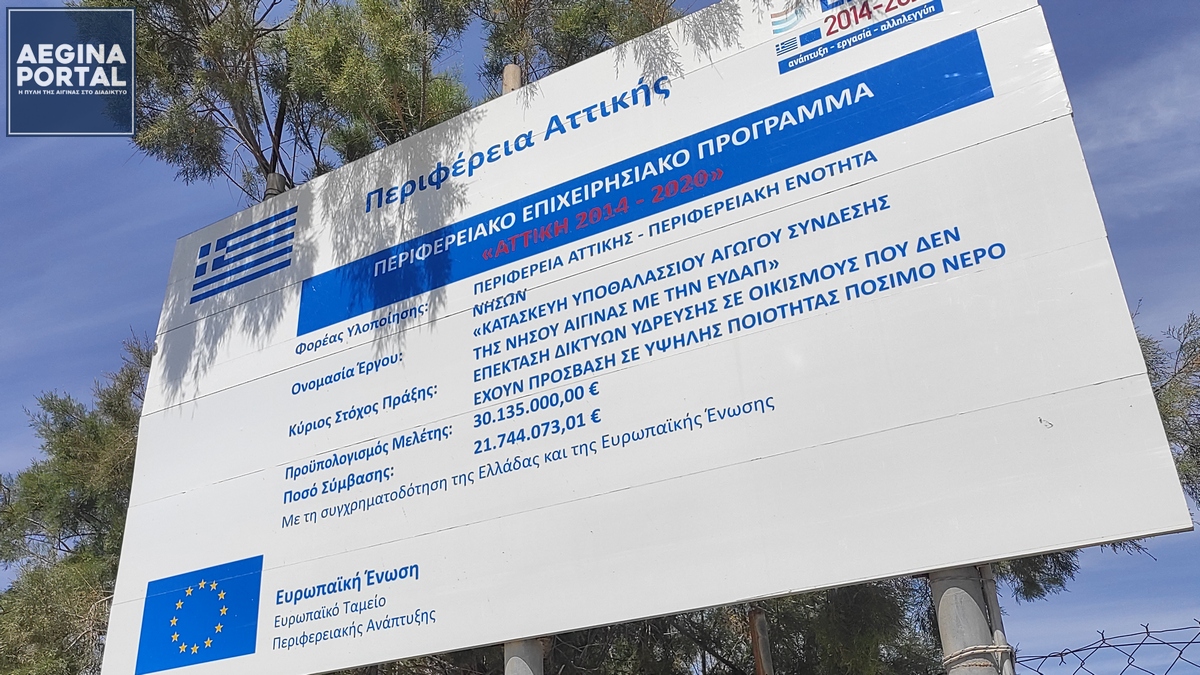 AEGINA
PORTAL
Η ΠΥΛΗ ΤΗΣ ΑΙΓΙΝΑΣ ΣΤΟ ΔΙΑΔΙΚΤΥΟ
ανάπτυξη - εργασία - αλληλεγγύη
Περιφέρεια Αττικής
ΠΕΡΙΦΕΡΕΙΑΚΟ ΕΠΙΧΕΙΡΗΣΙΑΚΟ ΠΡΟΓΡΑΜΜΑ
«ΑΤΤΙΚΗ 2014 - 2020»
Φορέας Υλοποίησης: ΠΕΡΙΦΕΡΕΙΑ ΑΤΤΙΚΗΣ - ΠΕΡΙΦΕΡΕΙΑΚΗ ΕΝΟΤΗΤΑ
ΝΗΣΩΝ
Ονομασία Έργου: «ΚΑΤΑΣΚΕΥΗ ΥΠΟΘΑΛΑΣΣΙΟΥ ΑΓΩΓΟΥ ΣΥΝΔΕΣΗΣ
ΤΗΣ ΝΗΣΟΥ ΑΙΓΙΝΑΣ ΜΕ ΤΗΝ ΕΥΔΑΠ»
Κύριος Στόχος Πράξης: ΕΠΕΚΤΑΣΗ ΔΙΚΤΥΩΝ ΥΔΡΕΥΣΗΣ ΣΕ ΟΙΚΙΣΜΟΥΣ ΠΟΥ ΔΕΝ
ΕΧΟΥΝ ΠΡΟΣΒΑΣΗ ΣΕ ΥΨΗΛΗΣ ΠΟΙΟΤΗΤΑΣ ΠΟΣΙΜΟ ΝΕΡΟ
Προϋπολογισμός Μελέτης: 30.135.000,00 €
Ποσό Σύμβασης: 21.744.073,01 €
Με τη συγχρηματοδότηση της Ελλάδας και της Ευρωπαϊκής Ένωσης
Ευρωπαϊκή Ένωση
Ευρωπαϊκό Ταμείο
Περιφερειακής Ανάπτυξης